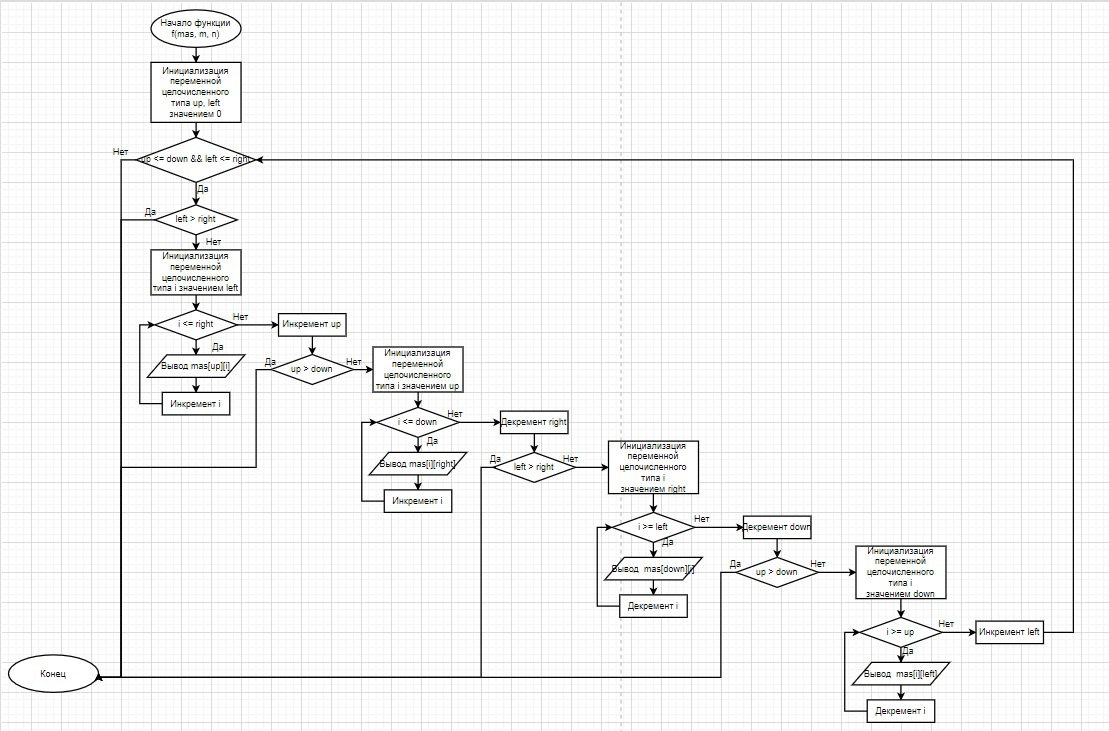 Начало функции
f(mas, m, n)
Инициализация
переменной
целочисленного
типа up, left
значением 0
Нет
up <= down && left <= right
Да
Да
left > right
Нет
Инициализация
переменной
целочисленного
типа i значением left
i <= right
Нет
Инкремент up
Да
Вывод mas[up][i]
Инкремент i
Да
up > down
Нет
Инициализация
переменной
целочисленного
типа i значением up
i <= down
Нет
Декремент right
Да
Вывод mas[i][right]
Инкремент i
Да
left > right
Нет
Инициализация
переменной
целочисленного
типа i
значением right
i >= left
Нет
Декремент down
Да
Вывод mas[down][i]
Декремент i
Да
up > down
Нет
Инициализация
переменной
целочисленного
типа i
значением down
i >= up
Нет
Инкремент left
Да
Вывод mas[i][left]
Декремент i
Конец